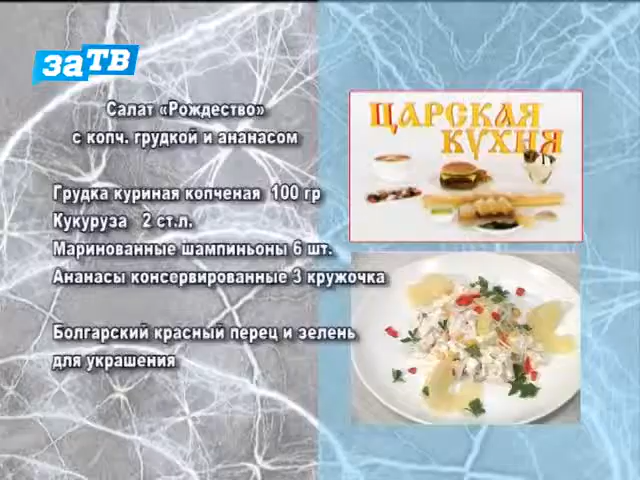 заТВ
Салат «Рождество»
с копч. грудкой и ананасом
ЦАРСКАЯ
КУХНЯ
Грудка куриная копченая 100 гр
Кукуруза 2 ст.л.
Маринованные шампиньоны 6 шт.
Ананасы консервированные 3 кружочка
Болгарский красный перец и зелень
для украшения